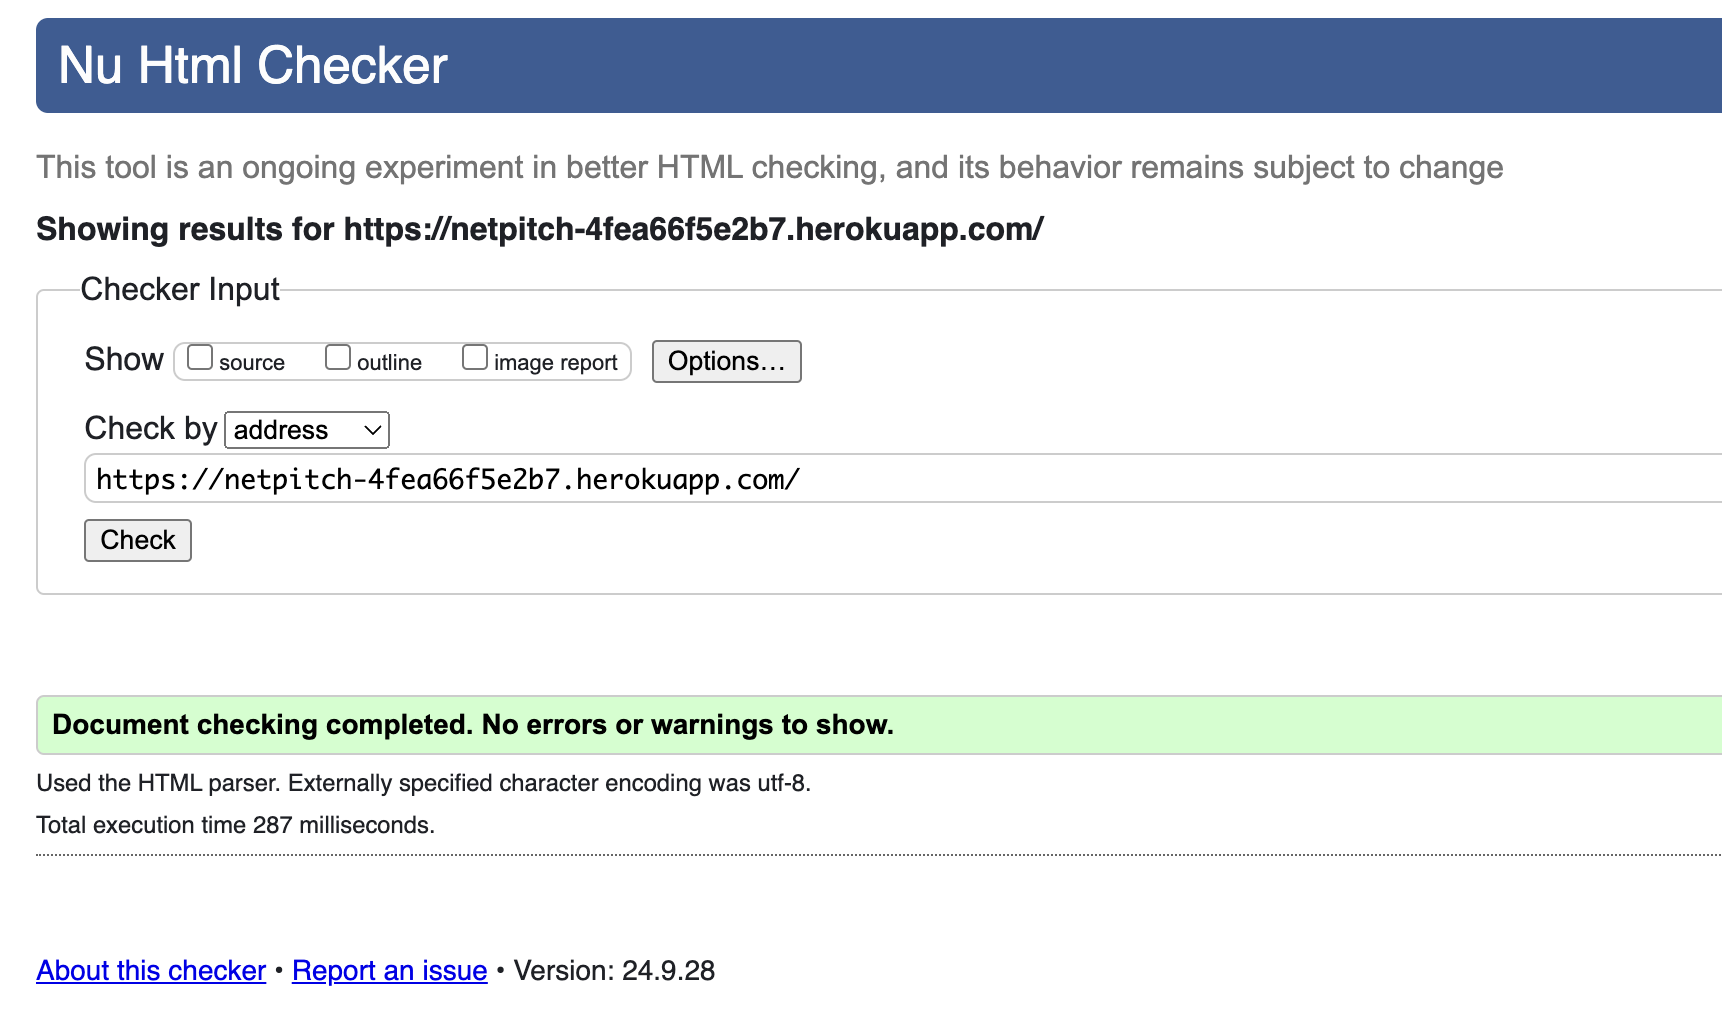 Nu Html Checker
This tool is an ongoing experiment in better HTML checking, and its behavior remains subject to change
Showing results for https://netpitch-4fea66f5e2b7.herokuapp.com/
Checker Input
Show source outline image report Options...
Check by address
https://netpitch-4fea66f5e2b7.herokuapp.com/
Check
Document checking completed. No errors or warnings to show.
Used the HTML parser. Externally specified character encoding was utf-8.
Total execution time 287 milliseconds.
About this checker • Report an issue • Version: 24.9.28